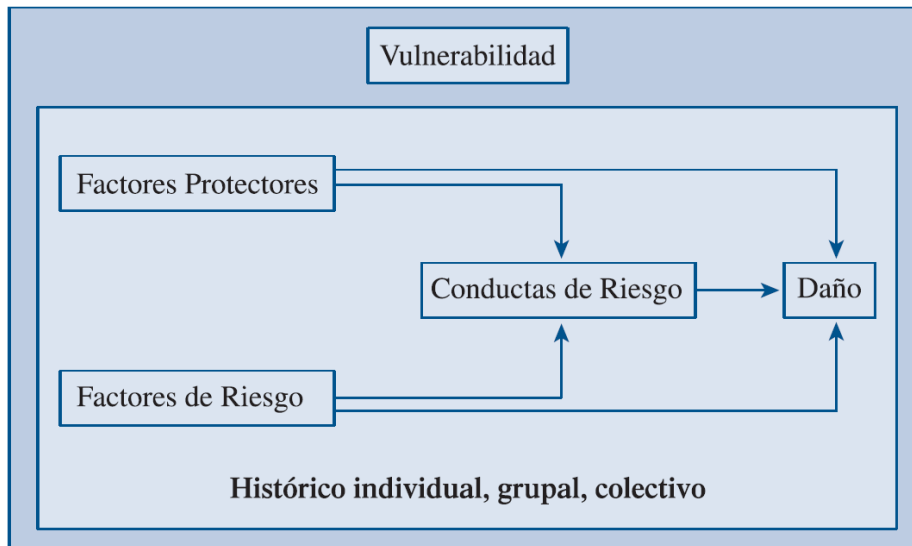 Vulnerabilidad
Factores Protectores
Conductas de Riesgo
Daño
Factores de Riesgo
Histórico individual, grupal, colectivo